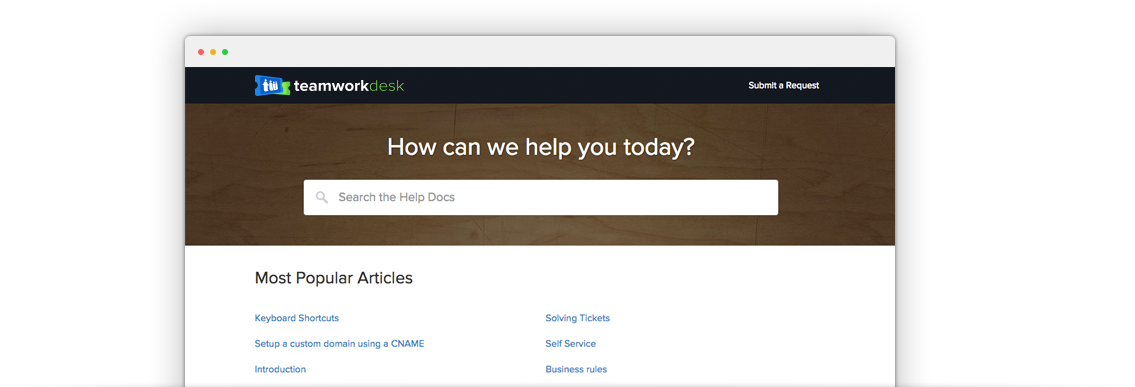 teamworkdesk
Submit a Request
How can we help you today?
Search the Help Docs
Most Popular Articles
Keyboard Shortcuts
Solving Tickets
Setup a custom domain using a CNAME
Self Service
Introduction
Business rules